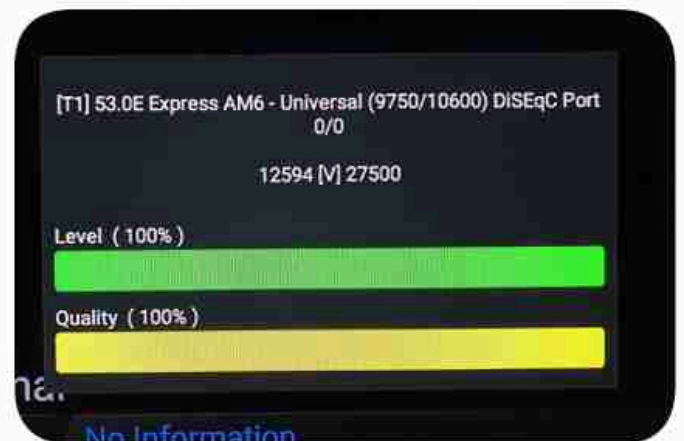 [T1] 53.0E Express AM6 - Universal (9750/10600) DiSEqC Port
0/0
12594 [V] 27500
Level ( 100% )
Quality ( 100% )
No Information